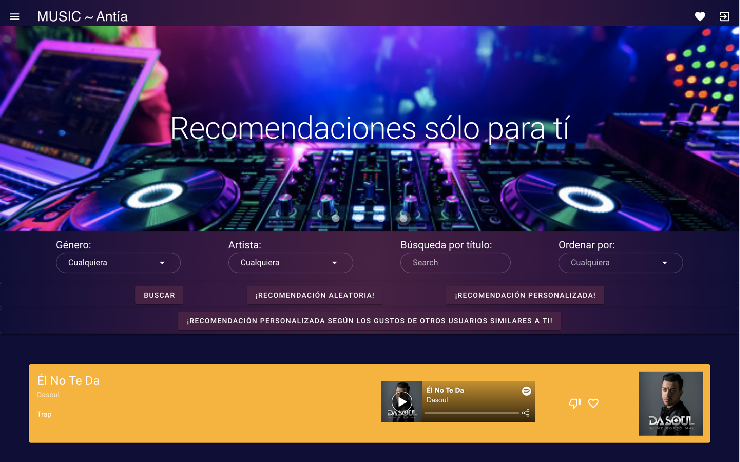 MUSIC ~ Antía
Recomendaciones sólo para tí
Género: Artista: Búsqueda por título: Ordenar por:
Cualquiera Cualquiera Search Cualquiera
BUSCAR ¡RECOMENDACIÓN ALEATORIA! ¡RECOMENDACIÓN PERSONALIZADA!
¡RECOMENDACIÓN PERSONALIZADA SEGÚN LOS GUSTOS DE OTROS USUARIOS SIMILARES A TI!
Él No Te Da
Dasoul
Trap
Él No Te Da
Dasoul
DASOUL